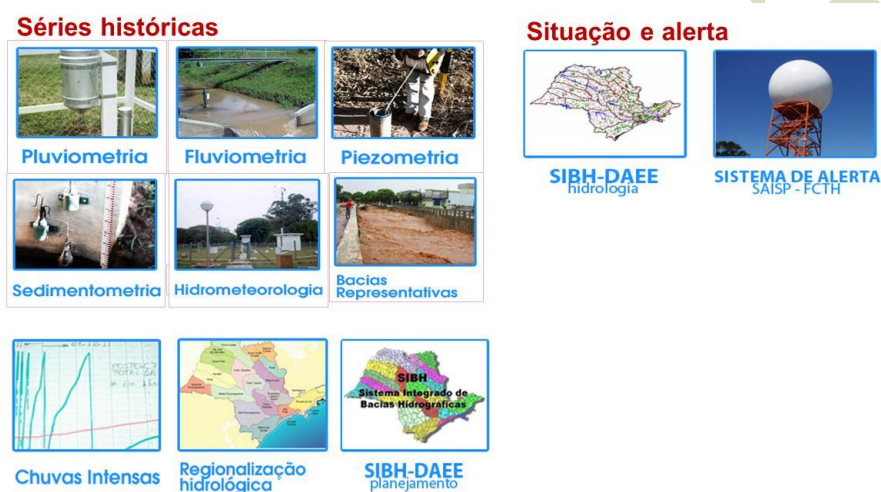 Séries históricas
Pluviometria
Fluviometria
Piezometria
Sedimentometria
Hidrometeorologia
Bacias
Representativas
SIBH
Sistema Integrado de
Bacias Hidrográficas
Chuvas Intensas
Regionalização
hidrológica
SIBH-DAEE
planejamento
Situação e alerta
SIBH-DAEE
hidrologia
SISTEMA DE ALERTA
SAISP - FCTH